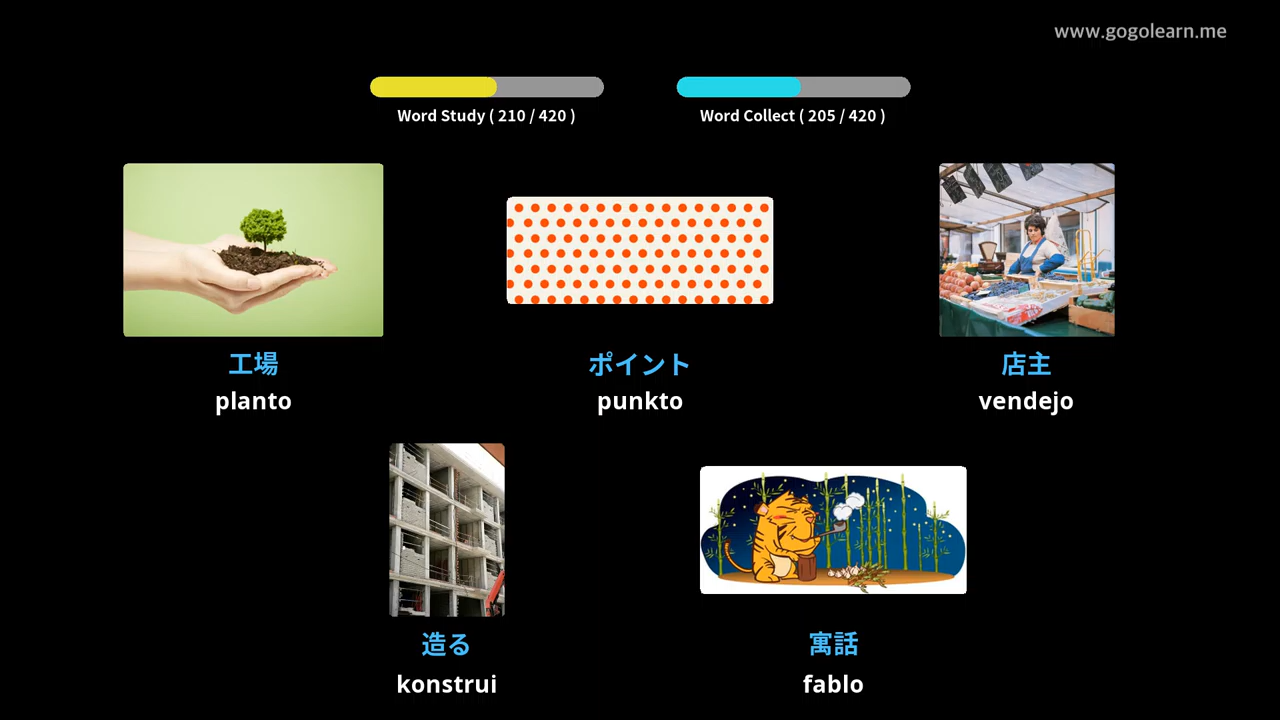 www.gogolearn.me
Word Study ( 210 / 420 )
Word Collect ( 205 / 420 )
工場
planto
ポイント
punkto
店主
vendejo
造る
konstrui
寓話
fablo